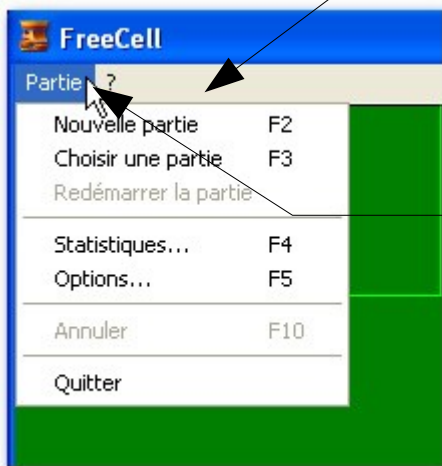 FreeCell
Partie ?
Nouvelle partie F2
Choisir une partie F3
Redémarrer la partie
Statistiques... F4
Options... F5
Annuler F10
Quitter